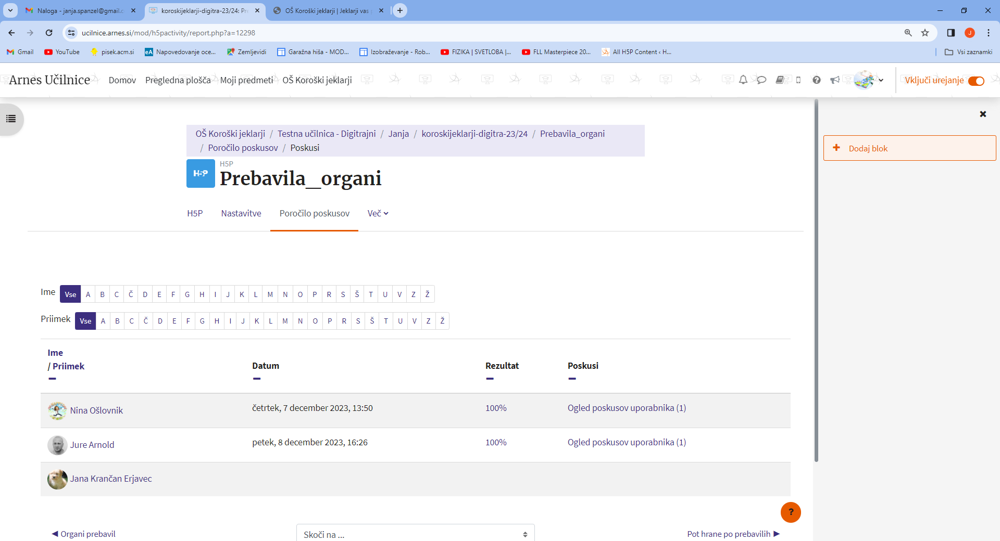 Naloga - janja.spanzel@gmail.c
koroskijeklarji-digitra-23/24: Pre
OŠ Koroški jeklarji | Jeklarji vas
ucilnice.arnes.si/mod/h5pactivity/report.php?a=12298
J
Gmail
YouTube
pisek.acm.si
eA Napovedovanje oce...
Zemljevidi
Garažna hiša - MOD...
Izobraževanje - Rob...
FIZIKA | SVETLOBA |...
FLL Masterpiece 20...
All H5P Content ‹ H...
Vsi zaznamki
Arnes Učilnice
Domov
Pregledna plošča
Moji predmeti
OŠ Koroški jeklarji
Vključi urejanje
OŠ Koroški jeklarji / Testna učilnica - Digitrajni / Janja / koroskijeklarji-digitra-23/24 / Prebavila_organi
/ Poročilo poskusov / Poskusi
H5P
H5P
Prebavila_organi
H5P
Nastavitve
Poročilo poskusov
Več
Dodaj blok
Ime Vse A B C Č D E F G H I J K L M N O P R S Š T U V Z Ž
Priimek Vse A B C Č D E F G H I J K L M N O P R S Š T U V Z Ž
Ime
/ Priimek
Datum
Rezultat
Poskusi
Nina Ošlovnik
četrtek, 7 december 2023, 13:50
100%
Ogled poskusov uporabnika (1)
Jure Arnold
petek, 8 december 2023, 16:26
100%
Ogled poskusov uporabnika (1)
Jana Krančan Erjavec
?
◀ Organi prebavil
Skoči na ...
Pot hrane po prebavilih ▶